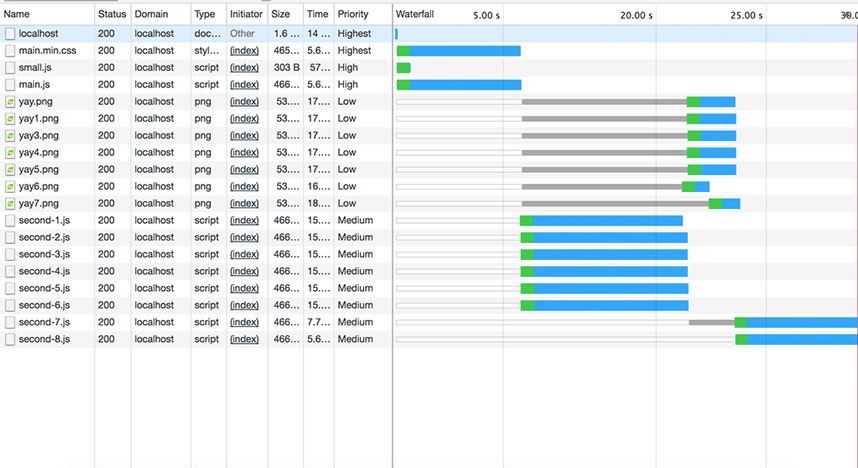 Name Status Domain Type Initiator Size Time Priority Waterfall 5.00 s 20.00 s 25.00 s
localhost 200 localhost doc... Other 1.6 ... 14 ... Highest
main.min.css 200 localhost styl... (index) 465... 5.6... Highest
small.js 200 localhost script (index) 303 B 57... High
main.js 200 localhost script (index) 466... 5.6... High
yay.png 200 localhost png (index) 53.... 17.... Low
yay1.png 200 localhost png (index) 53.... 17.... Low
yay3.png 200 localhost png (index) 53.... 17.... Low
yay4.png 200 localhost png (index) 53.... 17.... Low
yay5.png 200 localhost png (index) 53.... 17.... Low
yay6.png 200 localhost png (index) 53.... 16.... Low
yay7.png 200 localhost png (index) 53.... 18.... Low
second-1.js 200 localhost script (index) 466... 15.... Medium
second-2.js 200 localhost script (index) 466... 15.... Medium
second-3.js 200 localhost script (index) 466... 15.... Medium
second-4.js 200 localhost script (index) 466... 15.... Medium
second-5.js 200 localhost script (index) 466... 15.... Medium
second-6.js 200 localhost script (index) 466... 15.... Medium
second-7.js 200 localhost script (index) 466... 7.7... Medium
second-8.js 200 localhost script (index) 466... 5.6... Medium